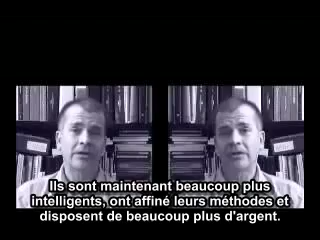 Ils sont maintenant beaucoup plus
intelligents, ont affiné leurs méthodes et
disposent de beaucoup plus d'argent.